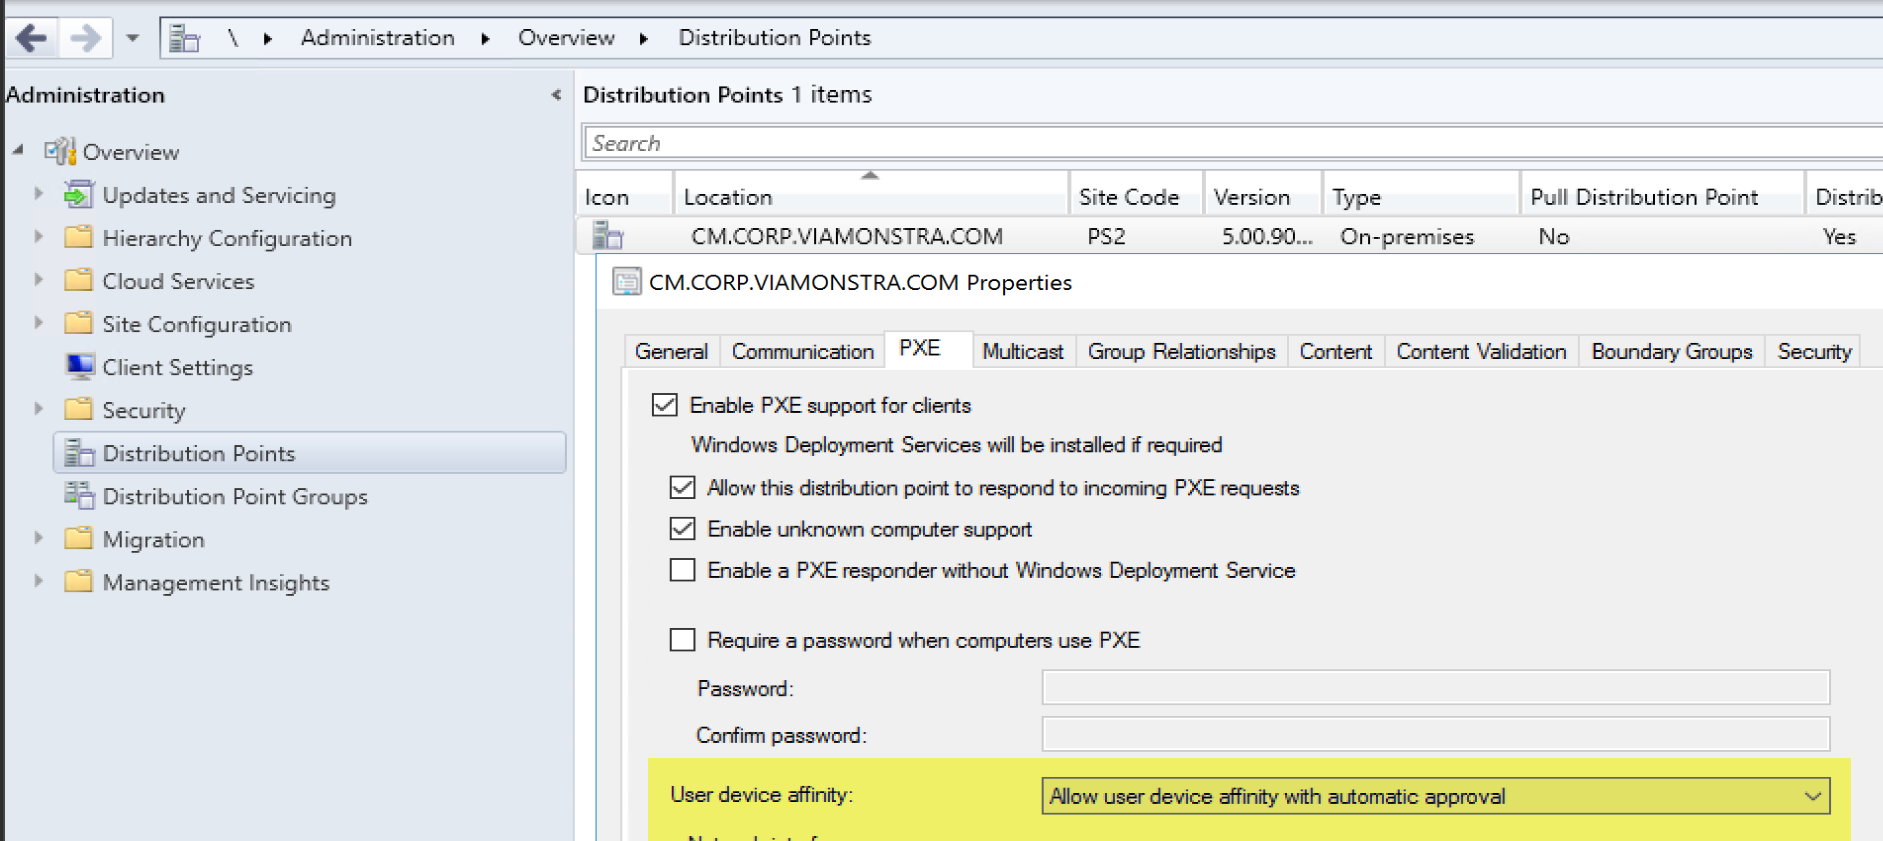 \ Administration Overview Distribution Points
Administration
Overview
Updates and Servicing
Hierarchy Configuration
Cloud Services
Site Configuration
Client Settings
Security
Distribution Points
Distribution Point Groups
Migration
Management Insights
Distribution Points 1 items
Search
Icon Location Site Code Version Type Pull Distribution Point Distrib
CM.CORP.VIAMONSTRA.COM PS2 5.00.90... On-premises No Yes
CM.CORP.VIAMONSTRA.COM Properties
General Communication PXE Multicast Group Relationships Content Content Validation Boundary Groups Security
Enable PXE support for clients
Windows Deployment Services will be installed if required
Allow this distribution point to respond to incoming PXE requests
Enable unknown computer support
Enable a PXE responder without Windows Deployment Service
Require a password when computers use PXE
Password:
Confirm password:
User device affinity: Allow user device affinity with automatic approval